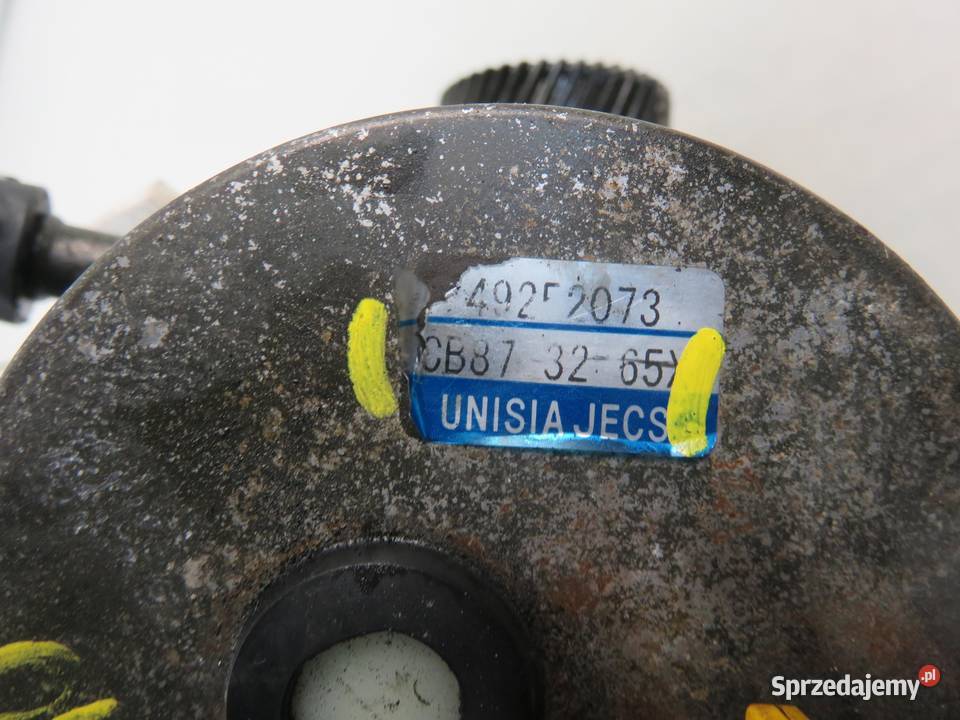 49252073
CB87 32 65
UNISIA JECS
Sprzedajemy.pl